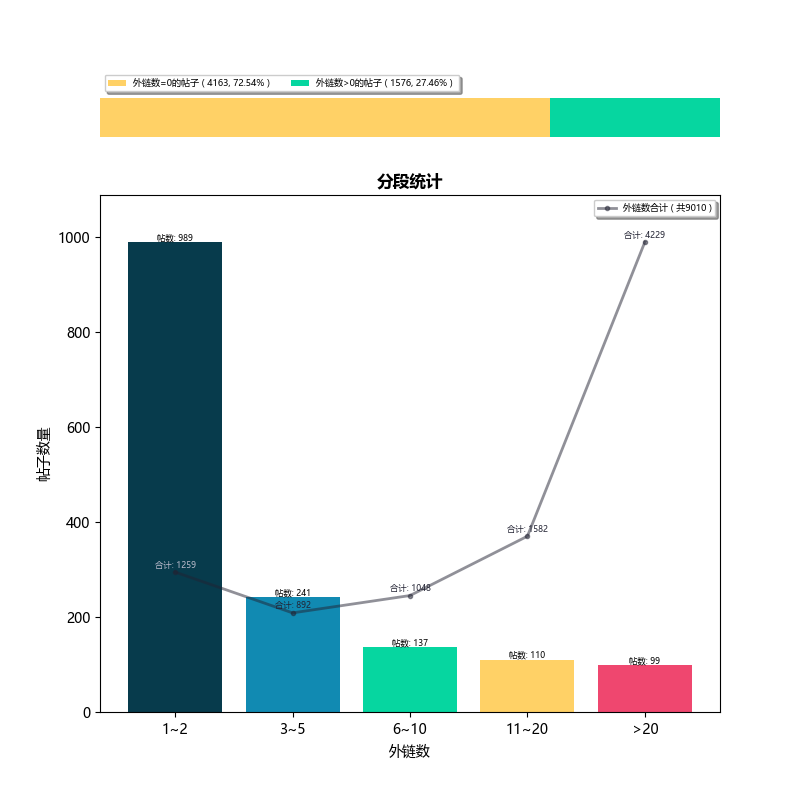 外链数=0的帖子 ( 4163, 72.54% )
外链数>0的帖子 ( 1576, 27.46% )
分段统计
外链数合计 ( 共9010 )
1000
800
600
400
200
0
帖子数量
帖数: 989
合计: 1259
帖数: 241
合计: 892
合计: 1048
帖数: 137
合计: 1582
帖数: 110
合计: 4229
帖数: 99
1~2
3~5
6~10
11~20
>20
外链数